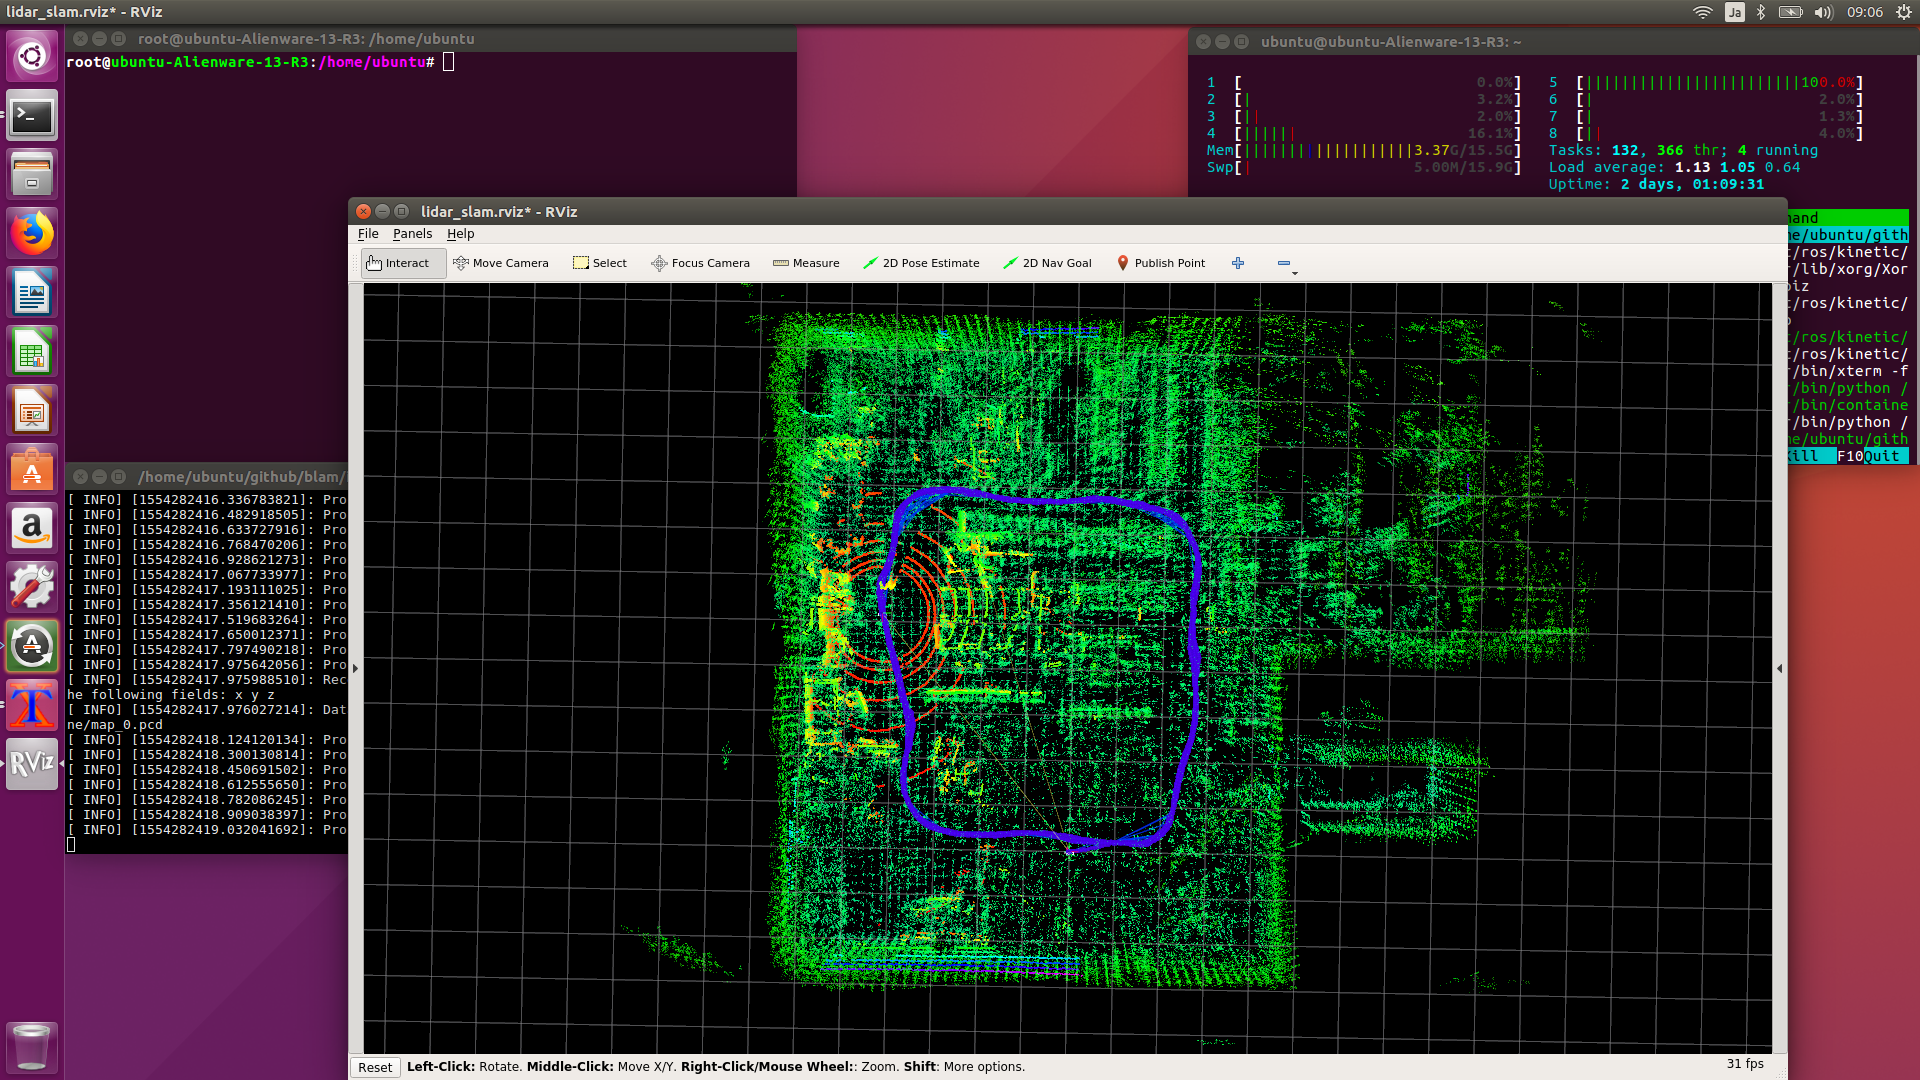 lidar_slam.rviz* - RViz
Ja
09:06
root@ubuntu-Alienware-13-R3: /home/ubuntu
root@ubuntu-Alienware-13-R3:/home/ubuntu#
ubuntu@ubuntu-Alienware-13-R3: ~
1 [ 0.0%] 5 [||||||||||||||||||||||||100.0%]
2 [| 3.2%] 6 [| 2.0%]
3 [|| 2.0%] 7 [| 1.3%]
4 [|||||| 16.1%] 8 [|| 4.0%]
Mem[||||||||||||||||||||3.37G/15.5G] Tasks: 132, 366 thr; 4 running
Swp[| 5.00M/15.9G] Load average: 1.13 1.05 0.64
Uptime: 2 days, 01:09:31
mand
me/ubuntu/gith
t/ros/kinetic/
r/lib/xorg/Xor
iz
t/ros/kinetic/
t/ros/kinetic/
t/ros/kinetic/
r/bin/xterm -f
r/bin/python /
r/bin/containe
r/bin/python /
me/ubuntu/gith
Kill F10Quit
lidar_slam.rviz* - RViz
File Panels Help
Interact Move Camera Select Focus Camera Measure 2D Pose Estimate 2D Nav Goal Publish Point
/home/ubuntu/github/blam/
[ INFO] [1554282416.336783821]: Pro
[ INFO] [1554282416.482918505]: Pro
[ INFO] [1554282416.633727916]: Pro
[ INFO] [1554282416.768470206]: Pro
[ INFO] [1554282416.928621273]: Pro
[ INFO] [1554282417.067733977]: Pro
[ INFO] [1554282417.193111025]: Pro
[ INFO] [1554282417.356121410]: Pro
[ INFO] [1554282417.519683264]: Pro
[ INFO] [1554282417.650012371]: Pro
[ INFO] [1554282417.797490218]: Pro
[ INFO] [1554282417.975642056]: Pro
[ INFO] [1554282417.975988510]: Rec
he following fields: x y z
[ INFO] [1554282417.976027214]: Dat
ne/map_0.pcd
[ INFO] [1554282418.124120134]: Pro
[ INFO] [1554282418.300130814]: Pro
[ INFO] [1554282418.450691502]: Pro
[ INFO] [1554282418.612555650]: Pro
[ INFO] [1554282418.782086245]: Pro
[ INFO] [1554282418.909038397]: Pro
[ INFO] [1554282419.032041692]: Pro
RViz
Reset Left-Click: Rotate. Middle-Click: Move X/Y. Right-Click/Mouse Wheel:: Zoom. Shift: More options.
31 fps